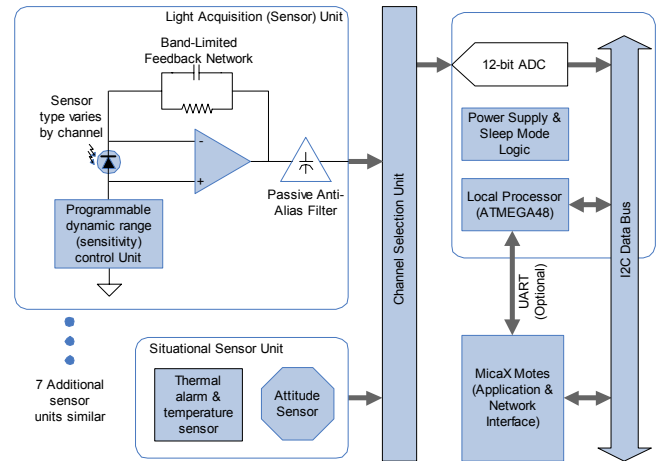 Light Acquisition (Sensor) Unit
Band-Limited
Feedback Network
Sensor
type varies
by channel
-
+
Passive Anti-
Alias Filter
Programmable
dynamic range
(sensitivity)
control Unit
7 Additional
sensor
units similar
Situational Sensor Unit
Thermal
alarm &
temperature
sensor
Attitude
Sensor
Channel Selection Unit
12-bit ADC
Power Supply &
Sleep Mode
Logic
Local Processor
(ATMEGA48)
UART
(Optional)
MicaX Motes
(Application &
Network
Interface)
I2C Data Bus